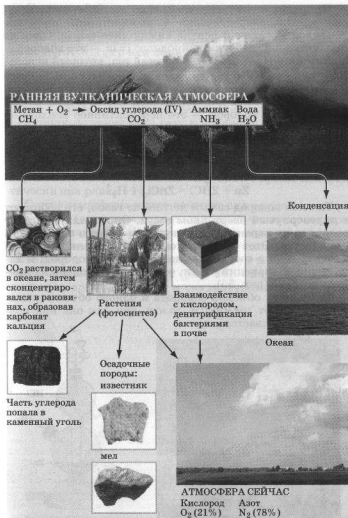 РАННЯЯ ВУЛКАНИЧЕСКАЯ АТМОСФЕРА
Метан + O₂ → Оксид углерода (IV) Аммиак Вода
CH₄ CO₂ NH₃ H₂O
Конденсация
CO₂ растворился
в океане, затем
сконцентриро-
вался в ракови-
нах, образовав
карбонат
кальция
Растения
(фотосинтез)
Взаимодействие
с кислородом,
денитрификация
бактериями
в почве
Океан
Часть углерода
попала в
каменный уголь
Осадочные
породы:
известняк
мел
АТМОСФЕРА СЕЙЧАС
Кислород Азот
O₂ (21%) N₂ (78%)